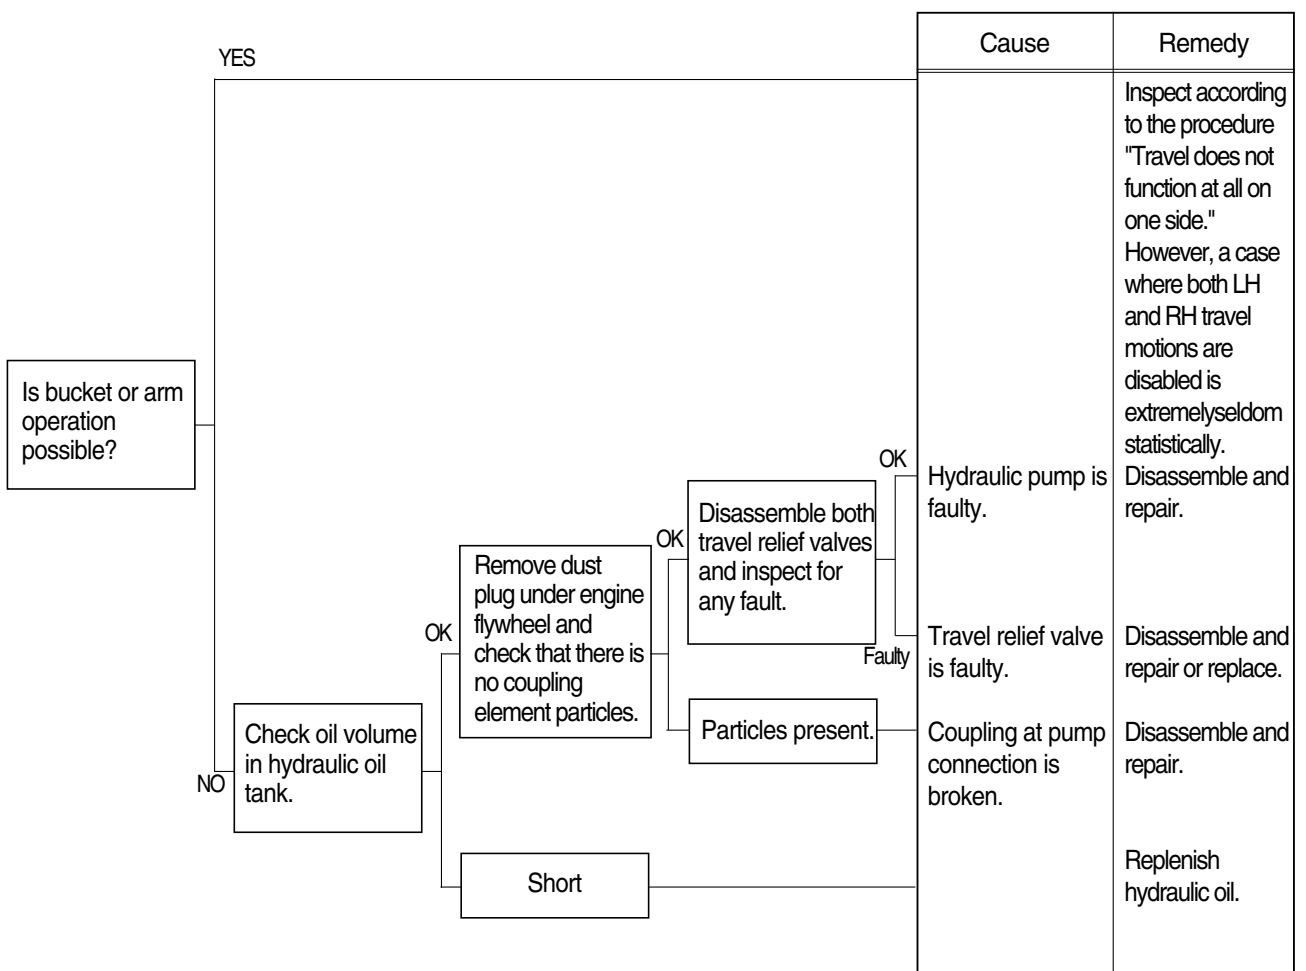 Cause
Remedy
YES
Inspect according
to the procedure
"Travel does not
function at all on
one side."
However, a case
where both LH
and RH travel
motions are
disabled is
extremelyseldom
statistically.
Is bucket or arm
operation
possible?
NO
Check oil volume
in hydraulic oil
tank.
OK
Remove dust
plug under engine
flywheel and
check that there is
no coupling
element particles.
OK
Disassemble both
travel relief valves
and inspect for
any fault.
OK
Hydraulic pump is
faulty.
Disassemble and
repair.
Faulty
Travel relief valve
is faulty.
Disassemble and
repair or replace.
Particles present.
Coupling at pump
connection is
broken.
Disassemble and
repair.
Short
Replenish
hydraulic oil.